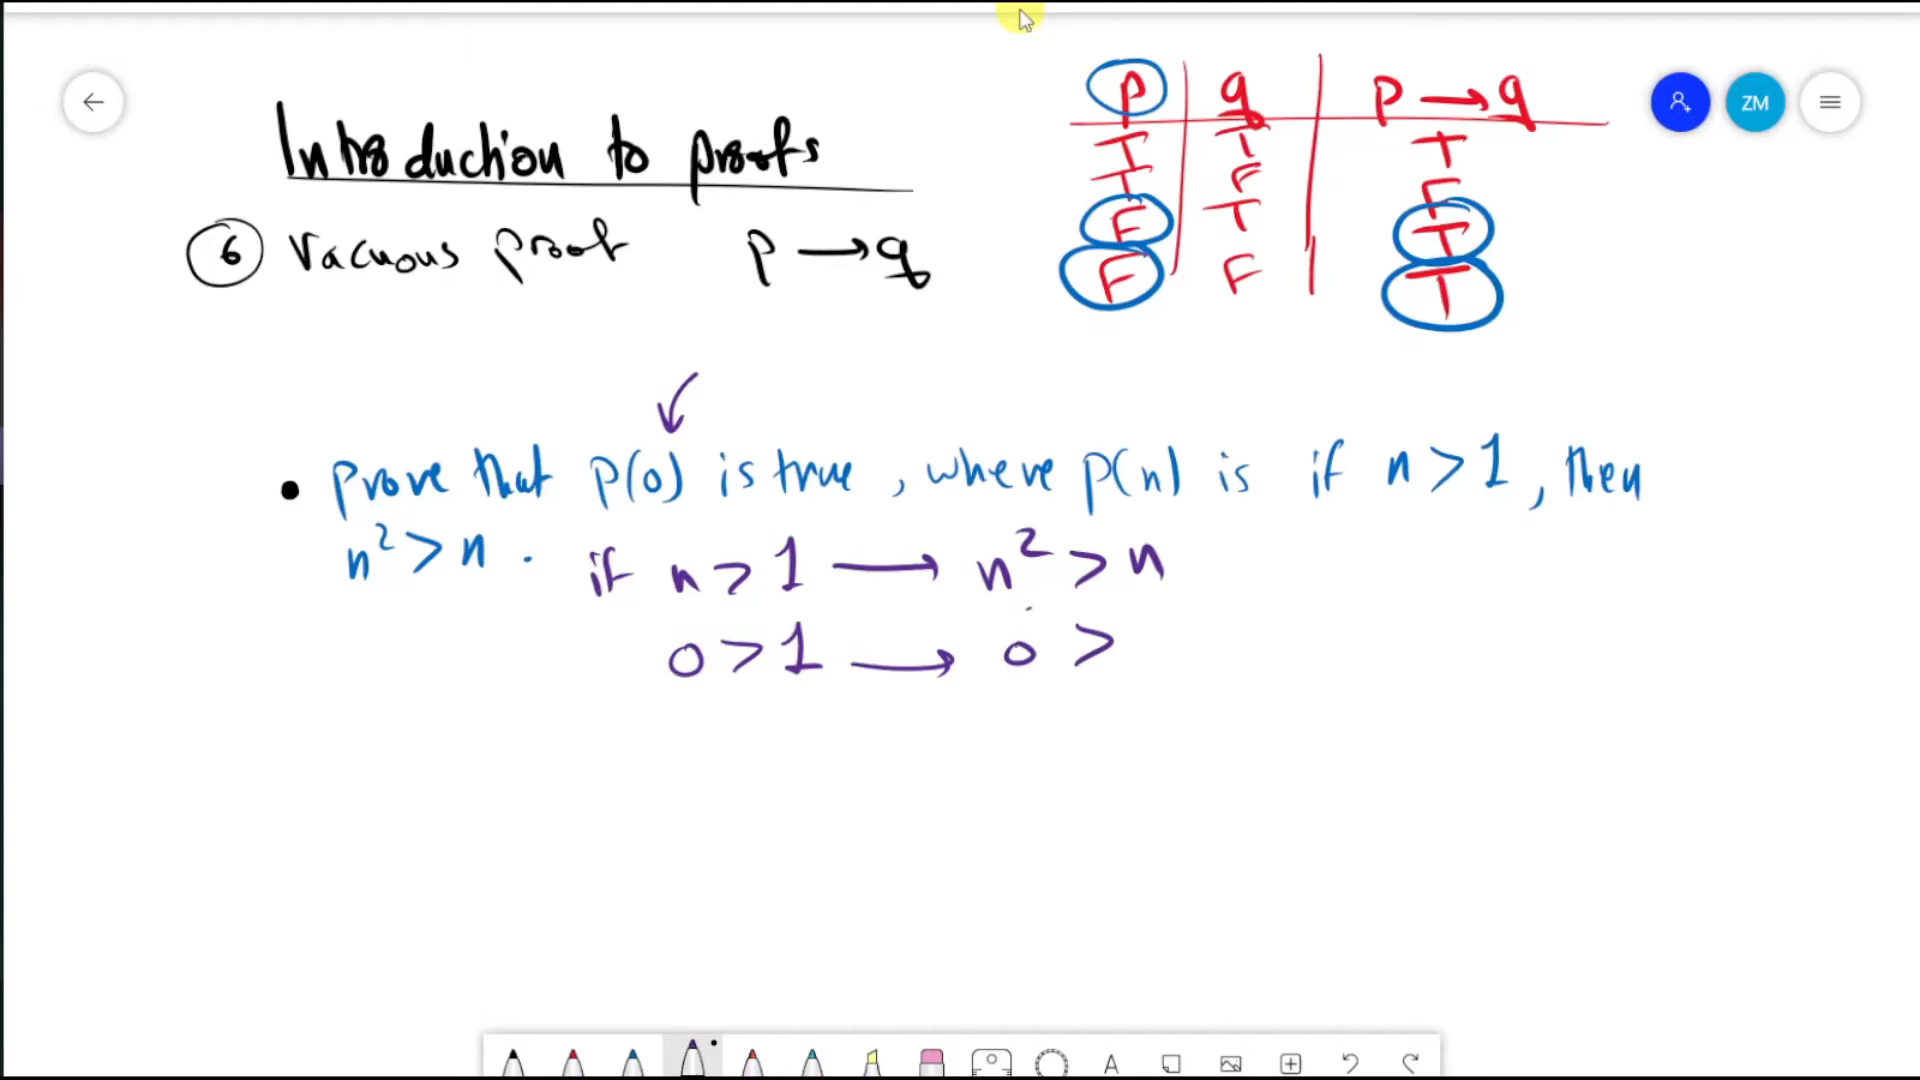 Introduction to proofs
6 Vacuous proof p → q
p q p → q
T T T
T F F
F T T
F F T
prove that p(0) is true, where p(n) is if n > 1, then
n² > n.
if n > 1 → n² > n
0 > 1 → 0 >
ZM
A